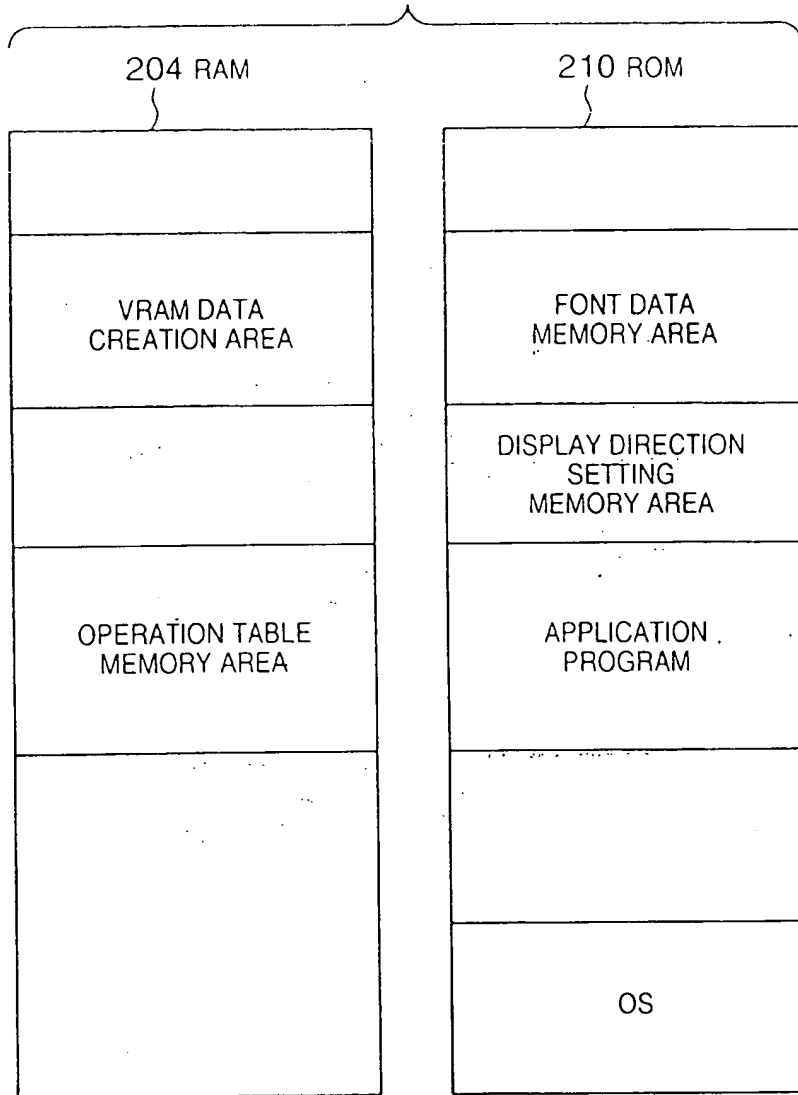 204 RAM
210 ROM
VRAM DATA
CREATION AREA
OPERATION TABLE
MEMORY AREA
FONT DATA
MEMORY AREA
DISPLAY DIRECTION
SETTING
MEMORY AREA
APPLICATION
PROGRAM
OS